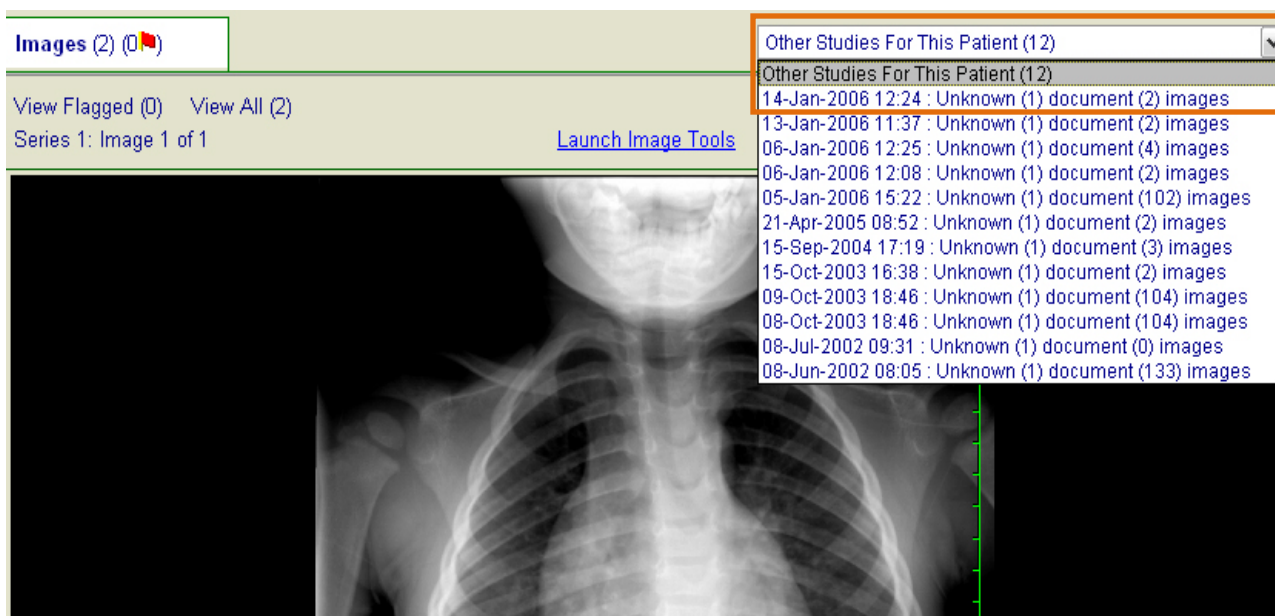 Images (2) (0)
Other Studies For This Patient (12)
Other Studies For This Patient (12)
14-Jan-2006 12:24 : Unknown (1) document (2) images
13-Jan-2006 11:37 : Unknown (1) document (2) images
06-Jan-2006 12:25 : Unknown (1) document (4) images
06-Jan-2006 12:08 : Unknown (1) document (2) images
05-Jan-2006 15:22 : Unknown (1) document (102) images
21-Apr-2005 08:52 : Unknown (1) document (2) images
15-Sep-2004 17:19 : Unknown (1) document (3) images
15-Oct-2003 16:38 : Unknown (1) document (2) images
09-Oct-2003 18:46 : Unknown (1) document (104) images
08-Oct-2003 18:46 : Unknown (1) document (104) images
08-Jul-2002 09:31 : Unknown (1) document (0) images
08-Jun-2002 08:05 : Unknown (1) document (133) images
View Flagged (0) View All (2)
Series 1: Image 1 of 1
Launch Image Tools